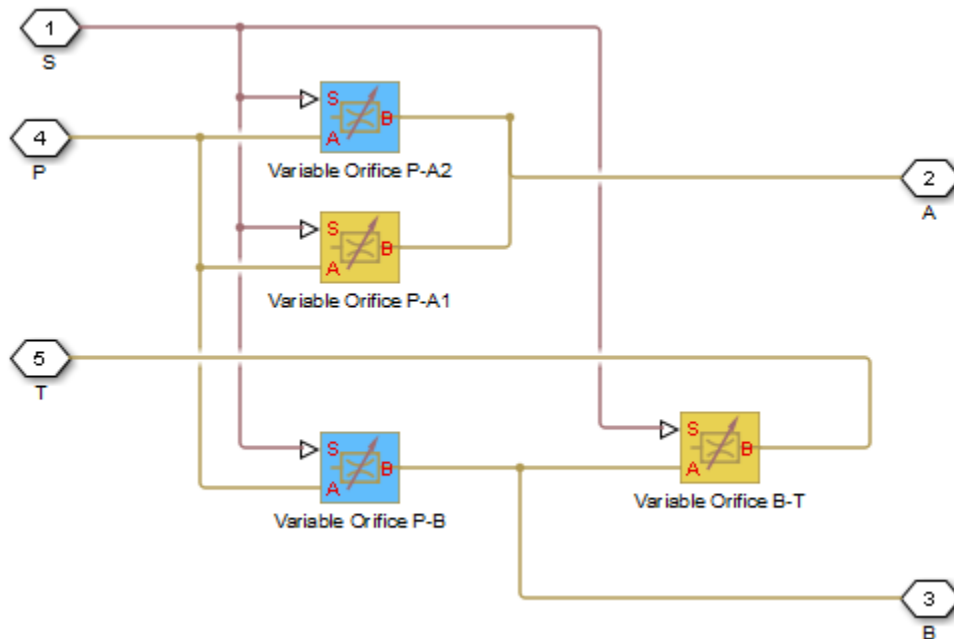 1
S
S
B
A
Variable Orifice P-A2
4
P
2
A
S
B
A
Variable Orifice P-A1
5
T
S
B
A
Variable Orifice P-B
S
B
A
Variable Orifice B-T
3
B